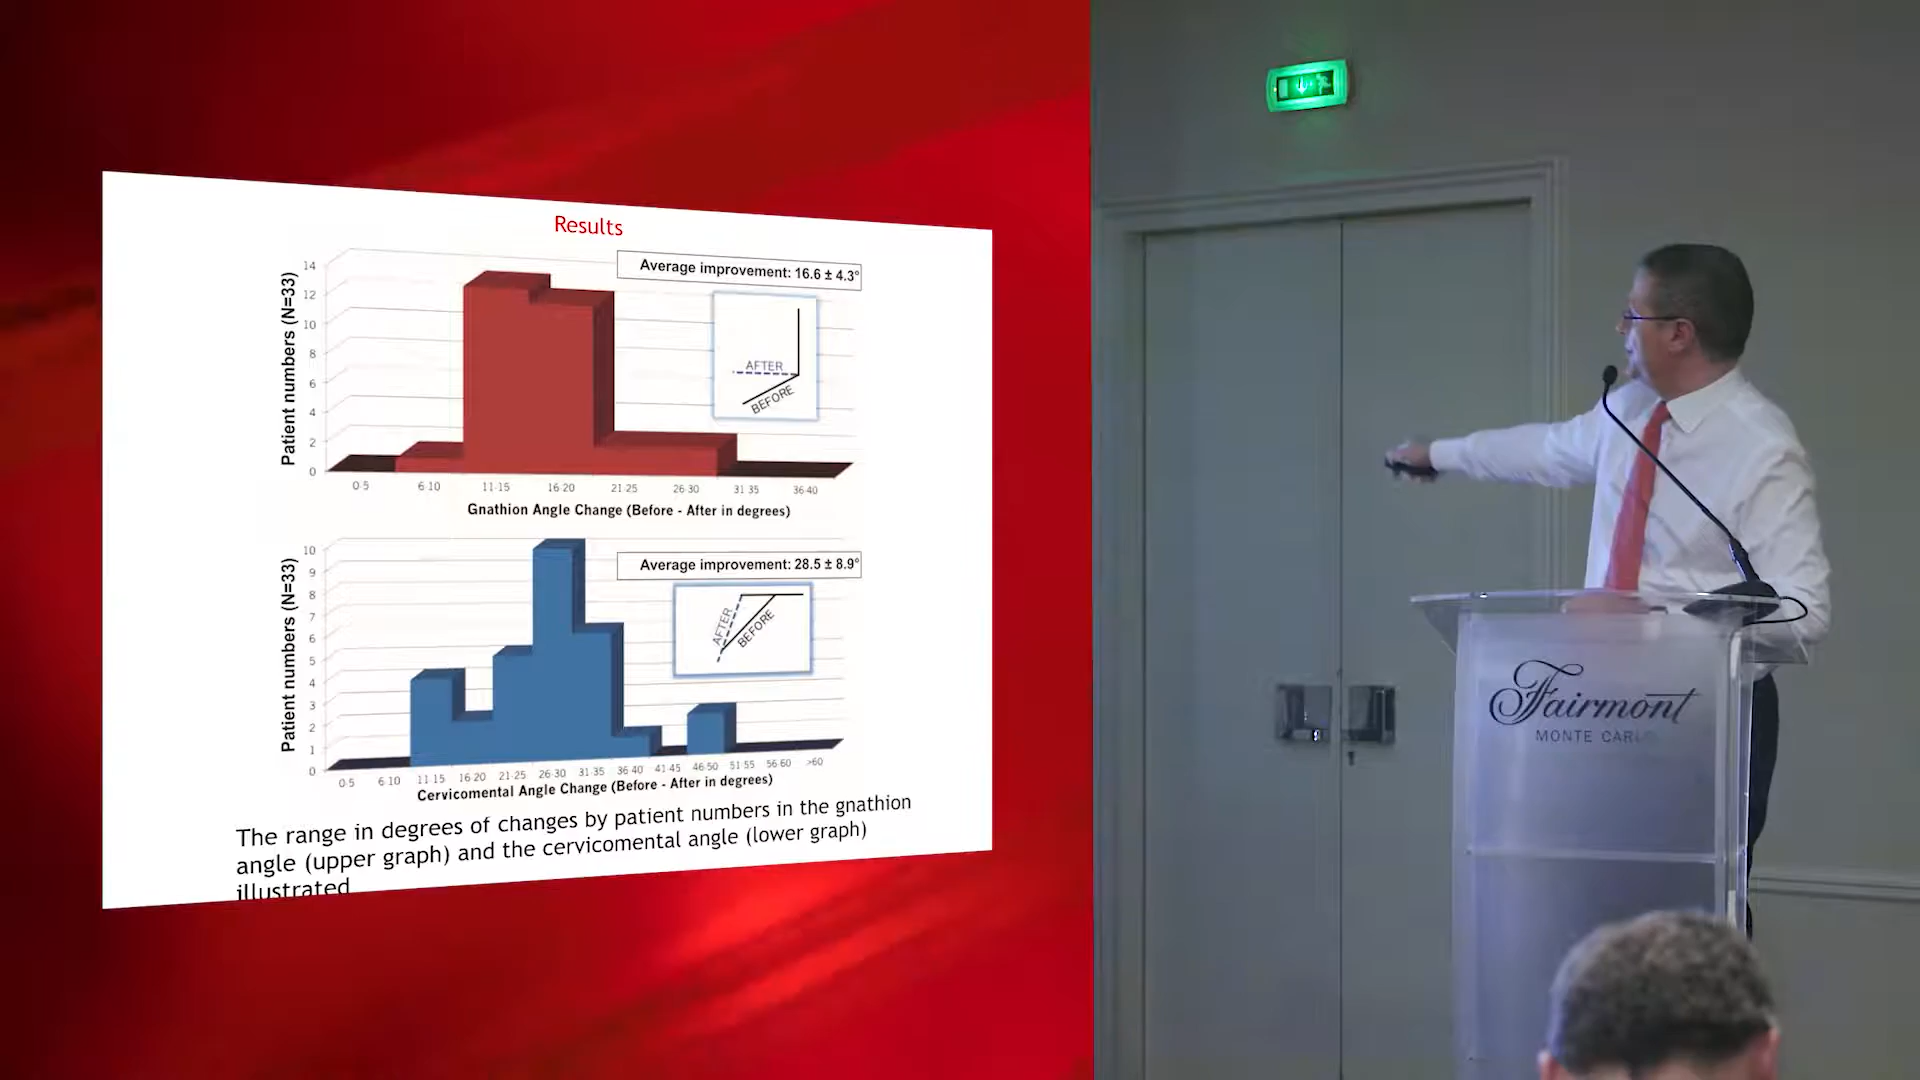 Results
Average improvement: 16.6 ± 4.3°
Patient numbers (N=33)
14
12
10
8
6
4
2
0
AFTER
BEFORE
0-5 6-10 11-15 16-20 21-25 26-30 31-35 36-40
Gnathion Angle Change (Before - After in degrees)
Average improvement: 28.5 ± 8.9°
Patient numbers (N=33)
10
9
8
7
6
5
4
3
2
1
0
AFTER
BEFORE
0-5 6-10 11-15 16-20 21-25 26-30 31-35 36-40 41-45 46-50 51-55 56-60 >60
Cervicomental Angle Change (Before - After in degrees)
The range in degrees of changes by patient numbers in the gnathion
angle (upper graph) and the cervicomental angle (lower graph)
illustrated
Fairmont
MONTE CARLO